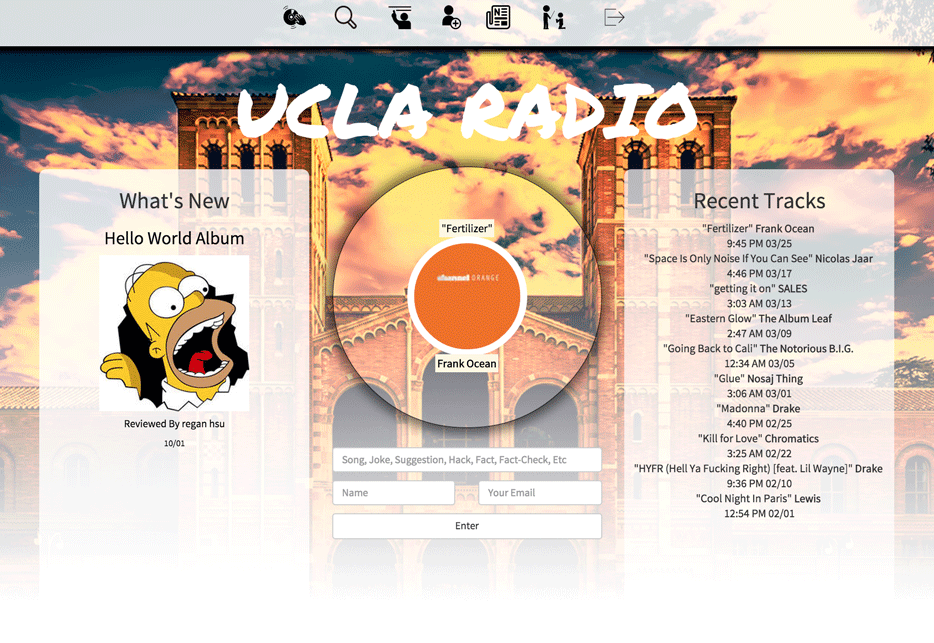 UCLA RADIO
What's New
Hello World Album
Reviewed By regan hsu
10/01
"Fertilizer"
channel ORANGE
Frank Ocean
Song, Joke, Suggestion, Hack, Fact, Fact-Check, Etc
Name
Your Email
Enter
Recent Tracks
"Fertilizer" Frank Ocean
9:45 PM 03/25
"Space Is Only Noise If You Can See" Nicolas Jaar
4:46 PM 03/17
"getting it on" SALES
3:03 AM 03/13
"Eastern Glow" The Album Leaf
2:47 AM 03/09
"Going Back to Cali" The Notorious B.I.G.
12:34 AM 03/05
"Glue" Nosaj Thing
3:06 AM 03/01
"Madonna" Drake
4:40 PM 02/25
"Kill for Love" Chromatics
3:25 AM 02/22
"HYFR (Hell Ya Fucking Right) [feat. Lil Wayne]" Drake
9:36 PM 02/10
"Cool Night In Paris" Lewis
12:54 PM 02/01